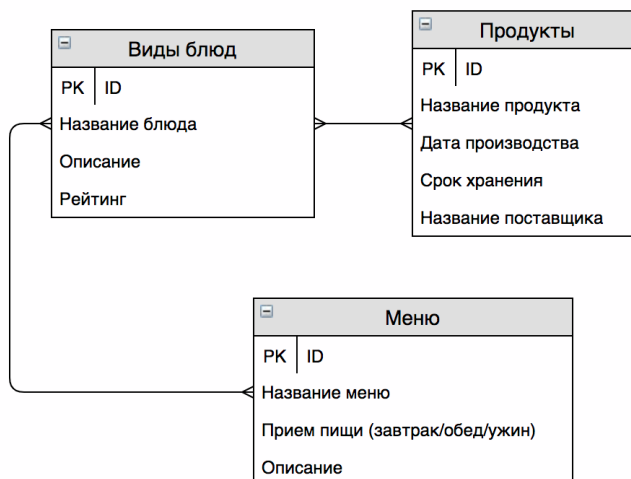 Виды блюд
PK ID
Название блюда
Описание
Рейтинг
Продукты
PK ID
Название продукта
Дата производства
Срок хранения
Название поставщика
Меню
PK ID
Название меню
Прием пищи (завтрак/обед/ужин)
Описание